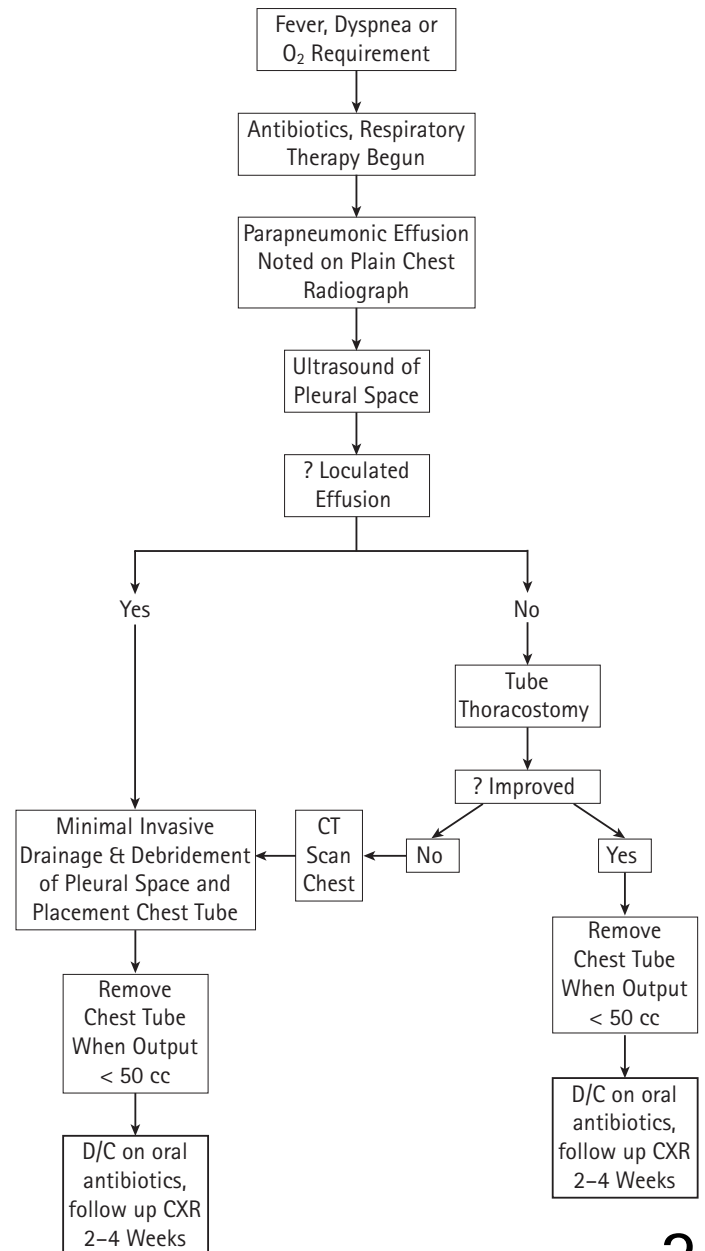 Fever, Dyspnea or
O₂ Requirement
Antibiotics, Respiratory
Therapy Begun
Parapneumonic Effusion
Noted on Plain Chest
Radiograph
Ultrasound of
Pleural Space
? Loculated
Effusion
Yes
No
Tube
Thoracostomy
? Improved
No
Yes
CT
Scan
Chest
Minimal Invasive
Drainage & Debridement
of Pleural Space and
Placement Chest Tube
Remove
Chest Tube
When Output
< 50 cc
D/C on oral
antibiotics,
follow up CXR
2–4 Weeks
Remove
Chest Tube
When Output
< 50 cc
D/C on oral
antibiotics,
follow up CXR
2–4 Weeks